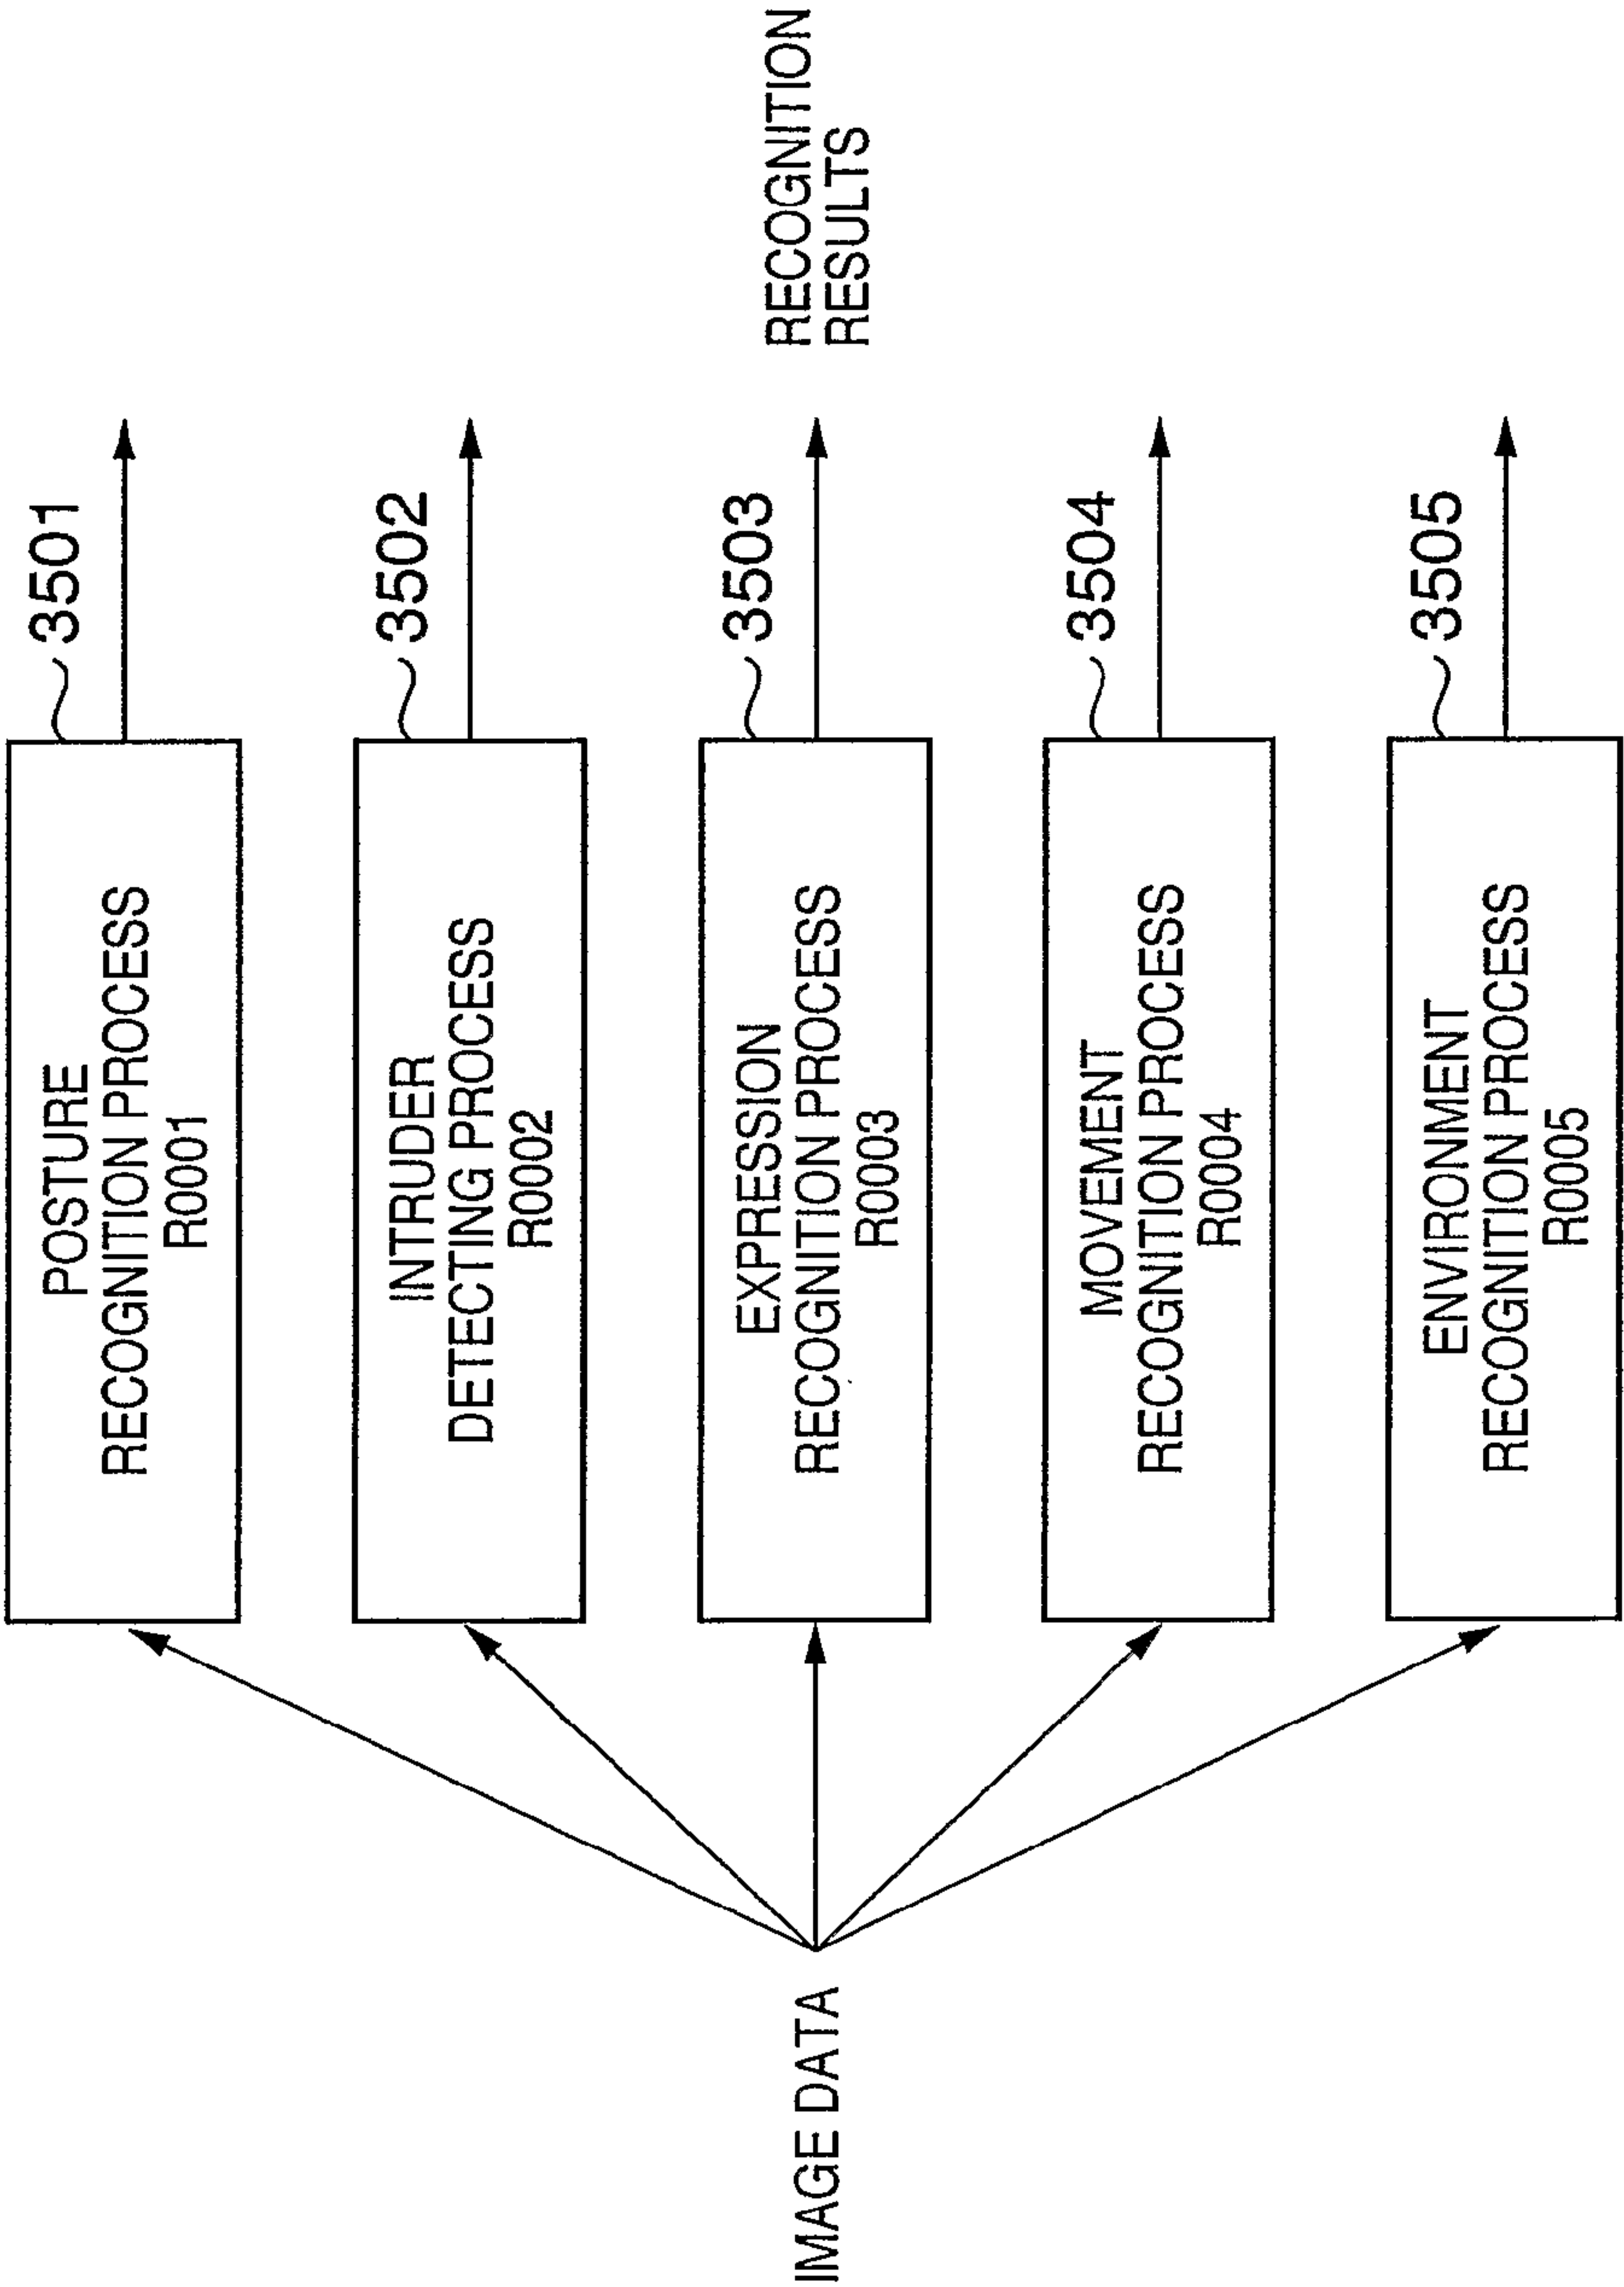 IMAGE DATA
POSTURE
RECOGNITION PROCESS
R0001
3501
INTRUDER
DETECTING PROCESS
R0002
3502
EXPRESSION
RECOGNITION PROCESS
R0003
3503
MOVEMENT
RECOGNITION PROCESS
R0004
3504
ENVIRONMENT
RECOGNITION PROCESS
R0005
3505
RECOGNITION
RESULTS